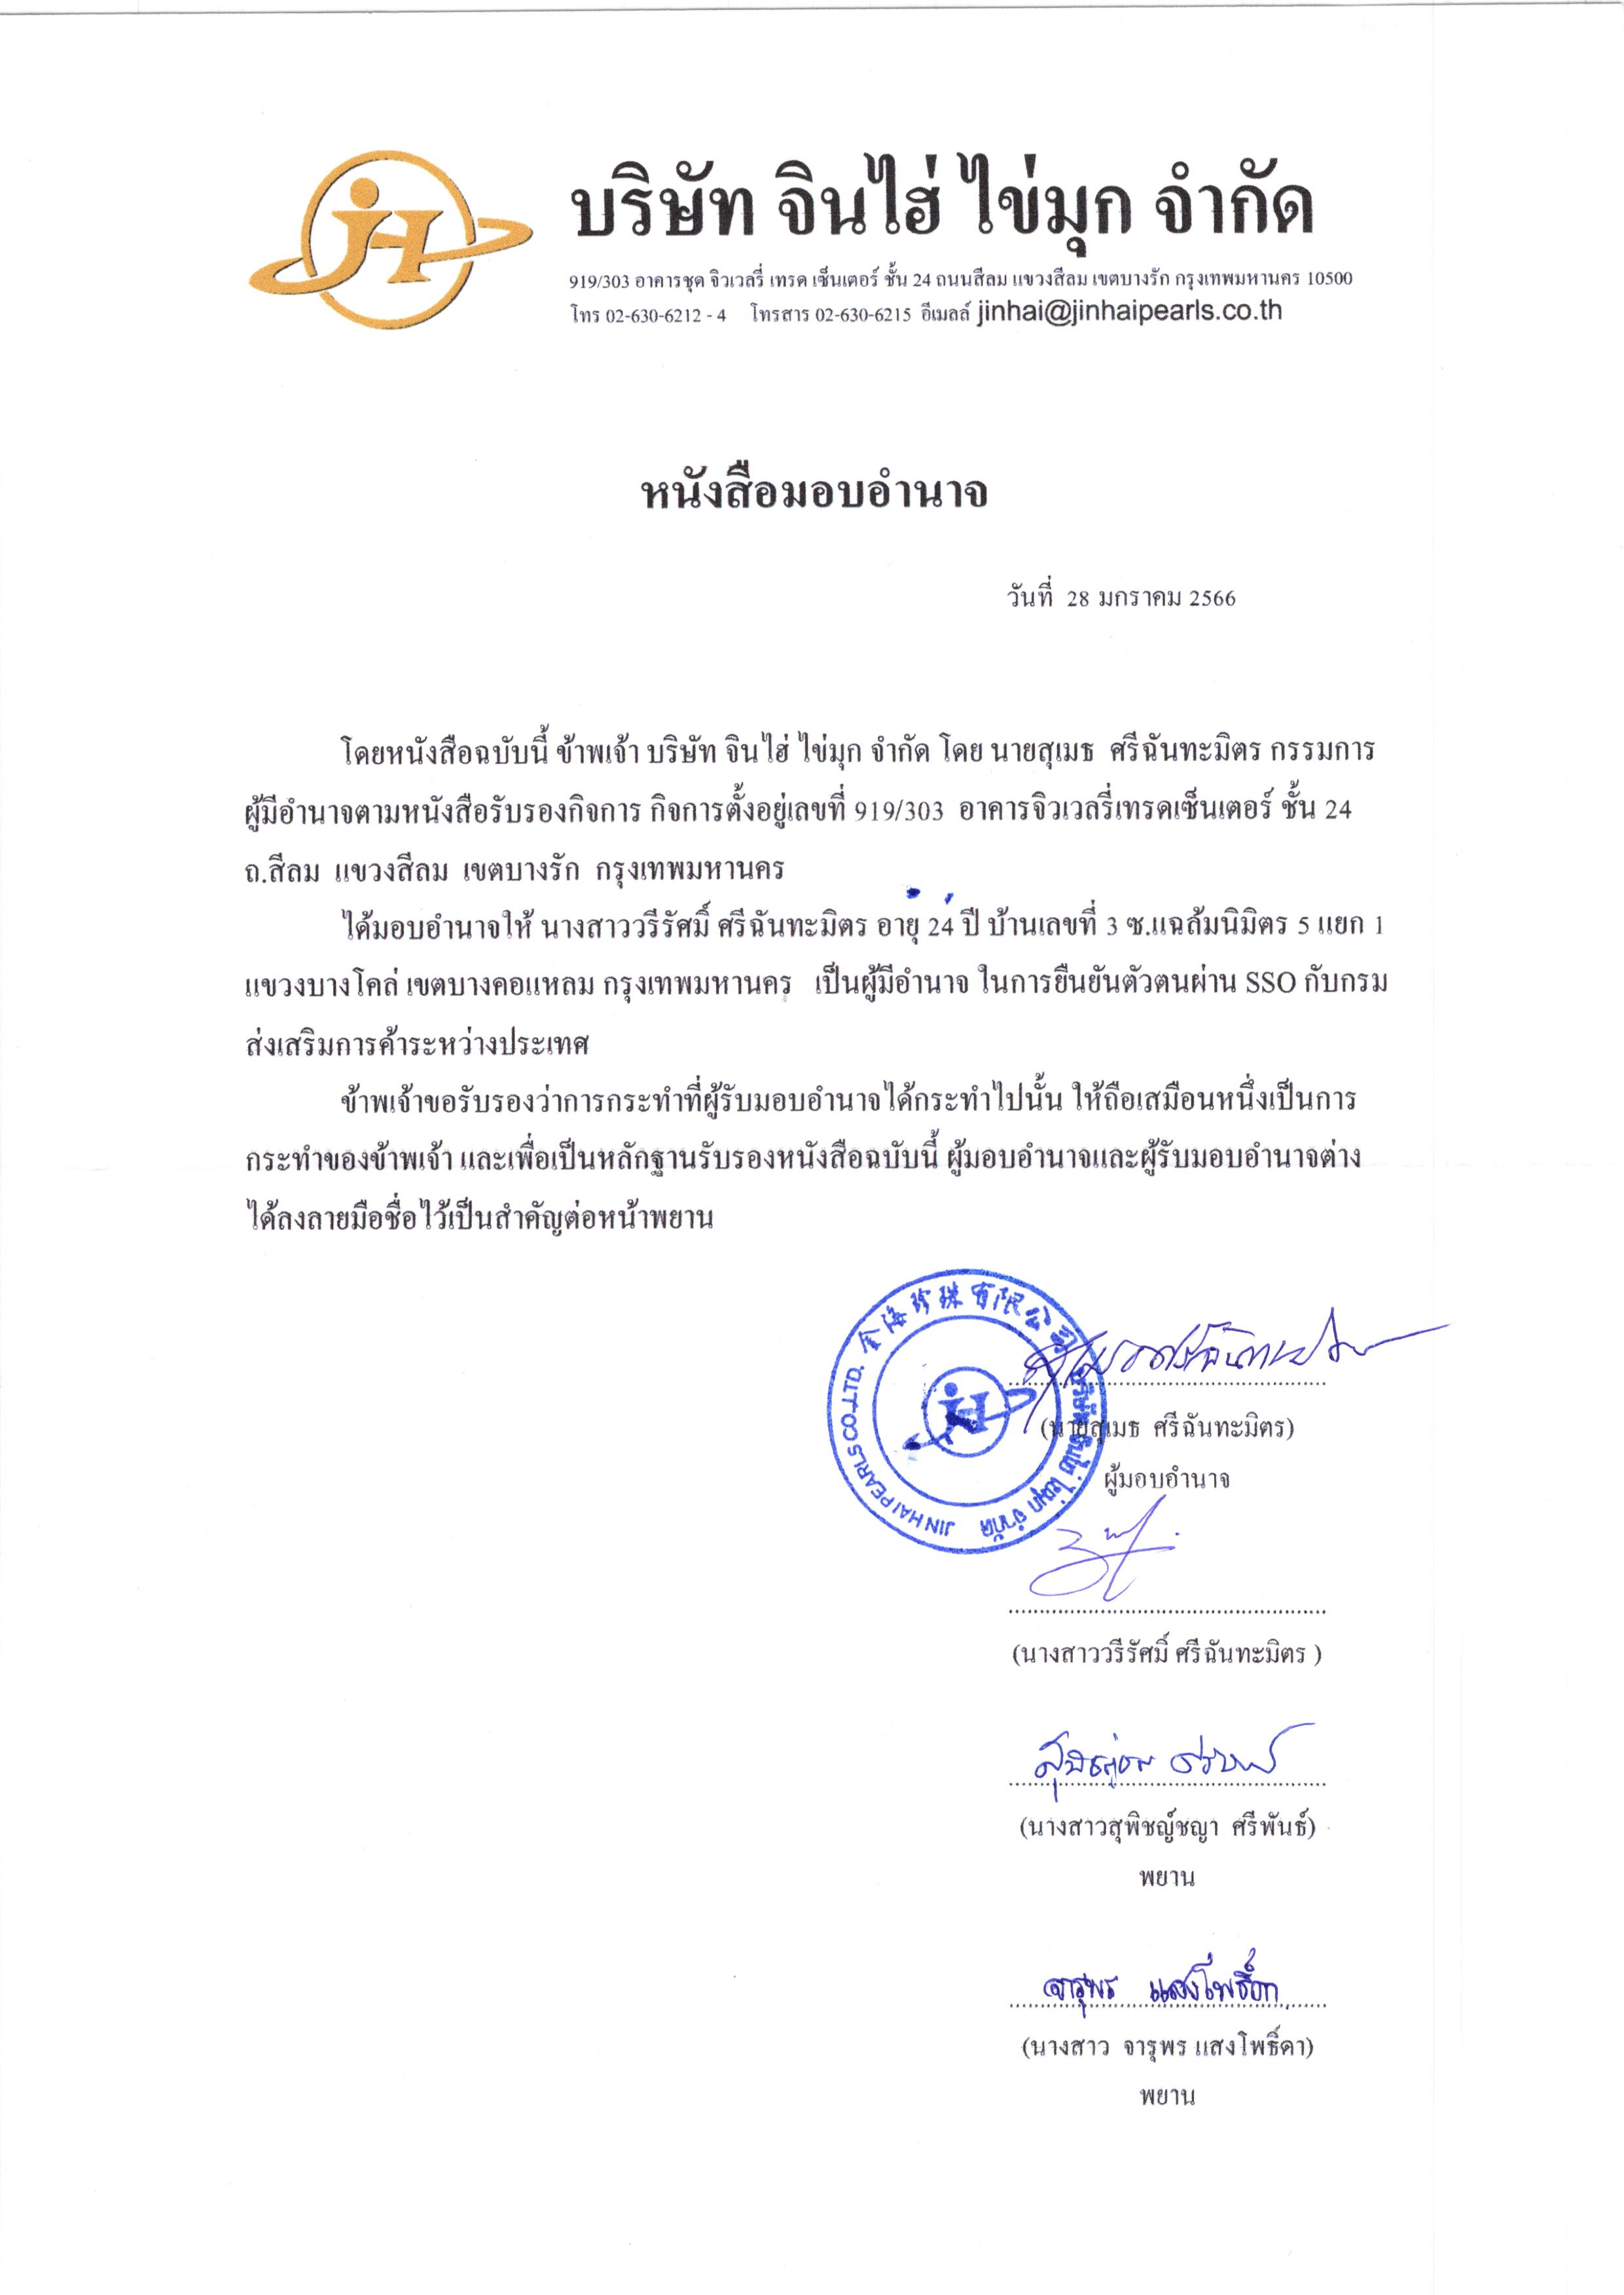 บริษัท จินไฮ่ ไข่มุก จำกัด
919/303 อาคารชุด จิวเวลรี่ เทรด เซ็นเตอร์ ชั้น 24 ถนนสีลม แขวงสีลม เขตบางรัก กรุงเทพมหานคร 10500
โทร 02-630-6212 - 4 โทรสาร 02-630-6215 อีเมลล์ jinhai@jinhaipearls.co.th
หนังสือมอบอำนาจ
วันที่ 28 มกราคม 2566
โดยหนังสือฉบับนี้ ข้าพเจ้า บริษัท จินไฮ่ ไข่มุก จำกัด โดย นายสุเมธ ศรีฉันทะมิตร กรรมการ
ผู้มีอำนาจตามหนังสือรับรองกิจการ กิจการตั้งอยู่เลขที่ 919/303 อาคารจิวเวลรี่เทรดเซ็นเตอร์ ชั้น 24
ถ.สีลม แขวงสีลม เขตบางรัก กรุงเทพมหานคร
ได้มอบอำนาจให้ นางสาววรีรัศมิ์ ศรีฉันทะมิตร อายุ 24 ปี บ้านเลขที่ 3 ซ.แฉล้มนิมิตร 5 แยก 1
แขวงบางโคล่ เขตบางคอแหลม กรุงเทพมหานคร เป็นผู้มีอำนาจ ในการยืนยันตัวตนผ่าน SSO กับกรม
ส่งเสริมการค้าระหว่างประเทศ
ข้าพเจ้าขอรับรองว่าการกระทำที่ผู้รับมอบอำนาจได้กระทำไปนั้น ให้ถือเสมือนหนึ่งเป็นการ
กระทำของข้าพเจ้า และเพื่อเป็นหลักฐานรับรองหนังสือฉบับนี้ ผู้มอบอำนาจและผู้รับมอบอำนาจต่าง
ได้ลงลายมือชื่อไว้เป็นสำคัญต่อหน้าพยาน
金海珍珠有限公司
บริษัท จินไฮ่ ไข่มุก จำกัด
JIN HAI PEARLS CO.,LTD.
JH
(นายสุเมธ ศรีฉันทะมิตร)
ผู้มอบอำนาจ
(นางสาววรีรัศมิ์ ศรีฉันทะมิตร )
(นางสาวสุพิชญ์ชญา ศรีพันธ์)
พยาน
จารุพร แสงโพธิ์ดา
(นางสาว จารุพร แสงโพธิ์ดา)
พยาน